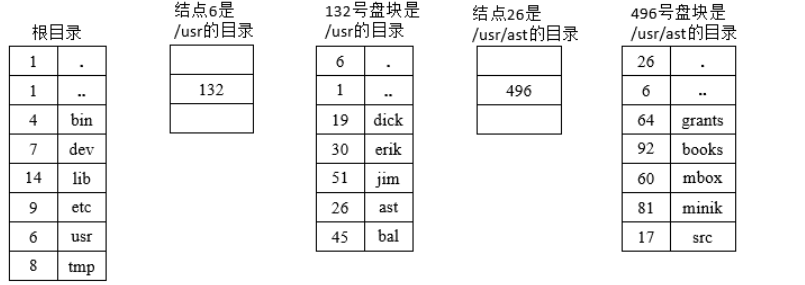 根目录
1 .
1 ..
4 bin
7 dev
14 lib
9 etc
6 usr
8 tmp
结点6是
/usr的目录
132
132号盘块是
/usr的目录
6 .
1 ..
19 dick
30 erik
51 jim
26 ast
45 bal
结点26是
/usr/ast的目录
496
496号盘块是
/usr/ast的目录
26 .
6 ..
64 grants
92 books
60 mbox
81 minik
17 src